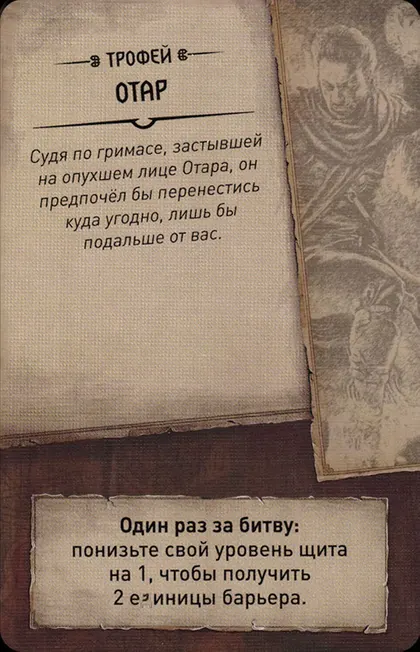 ТРОФЕЙ
ОТАР
Судя по гримасе, застывшей
на опухшем лице Отара, он
предпочёл бы перенестись
куда угодно, лишь бы
подальше от вас.
Один раз за битву:
понизьте свой уровень щита
на 1, чтобы получить
2 единицы барьера.